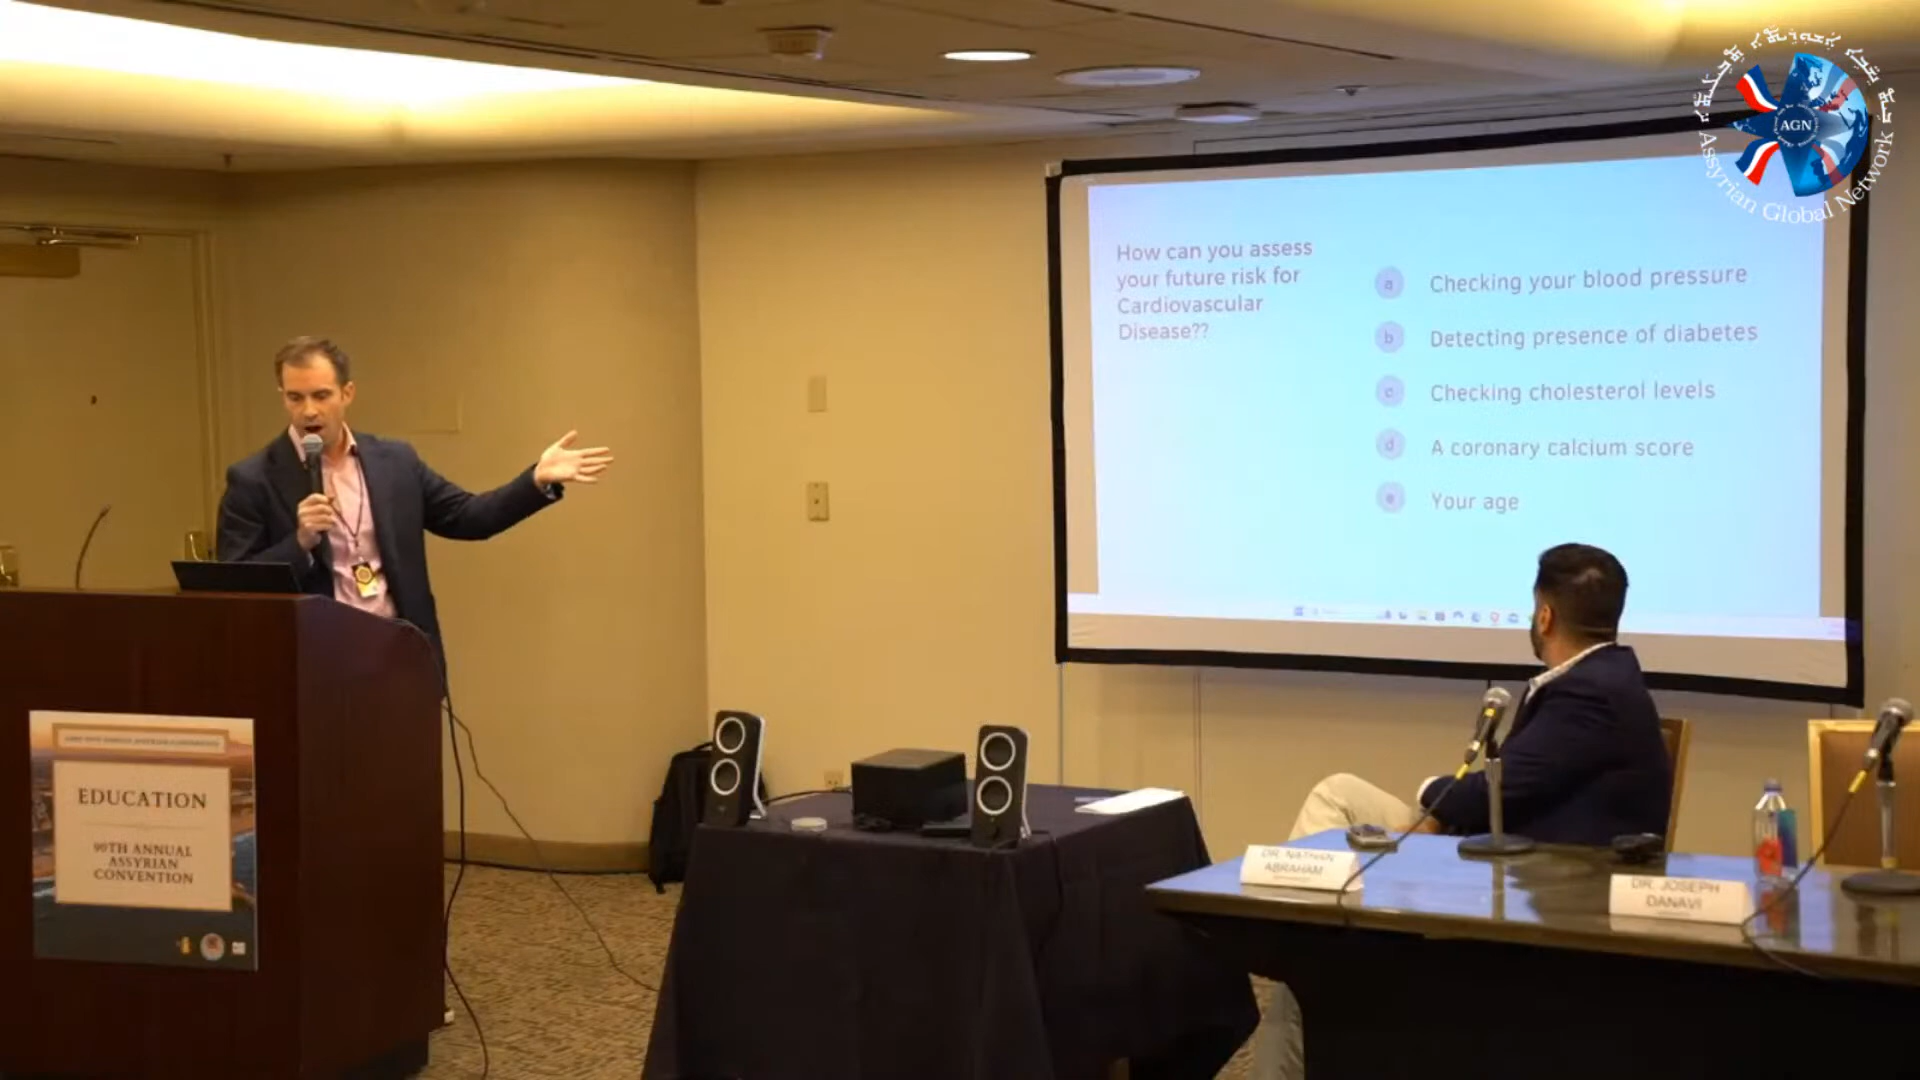 How can you assess
your future risk for
Cardiovascular
Disease??
a Checking your blood pressure
b Detecting presence of diabetes
c Checking cholesterol levels
d A coronary calcium score
e Your age
AGN
Assyrian Global Network
EDUCATION
90TH ANNUAL
ASSYRIAN
CONVENTION
DR. NATHAN
ABRAHAM
DR. JOSEPH
DANAVI